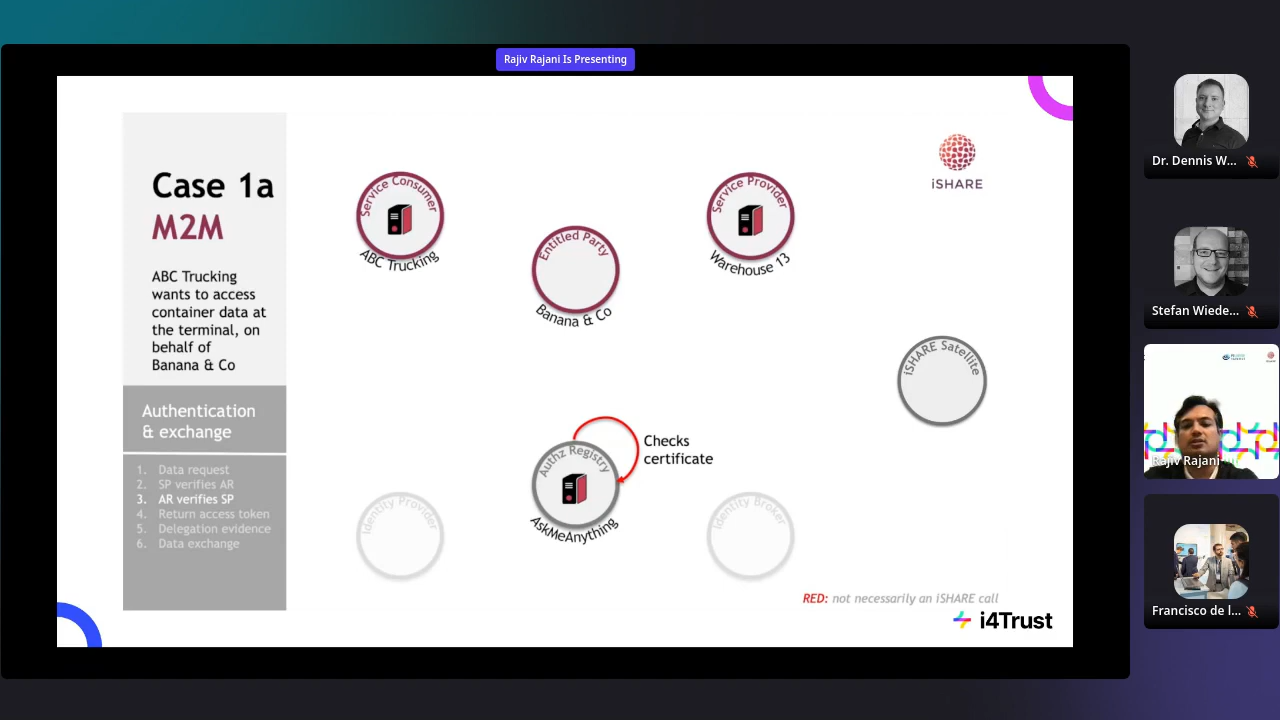 Rajiv Rajani Is Presenting
Case 1a
M2M
ABC Trucking
wants to access
container data at
the terminal, on
behalf of
Banana & Co
Authentication
& exchange
1. Data request
2. SP verifies AR
3. AR verifies SP
4. Return access token
5. Delegation evidence
6. Data exchange
Service Consumer
ABC Trucking
Entitled Party
Banana & Co
Service Provider
Warehouse 13
iSHARE
iSHARE Satellite
Checks
certificate
Authz Registry
AskMeAnything
Identity Provider
Identity Broker
RED: not necessarily an iSHARE call
i4Trust
Dr. Dennis W...
Stefan Wiede...
Rajiv Rajani
Francisco de l...